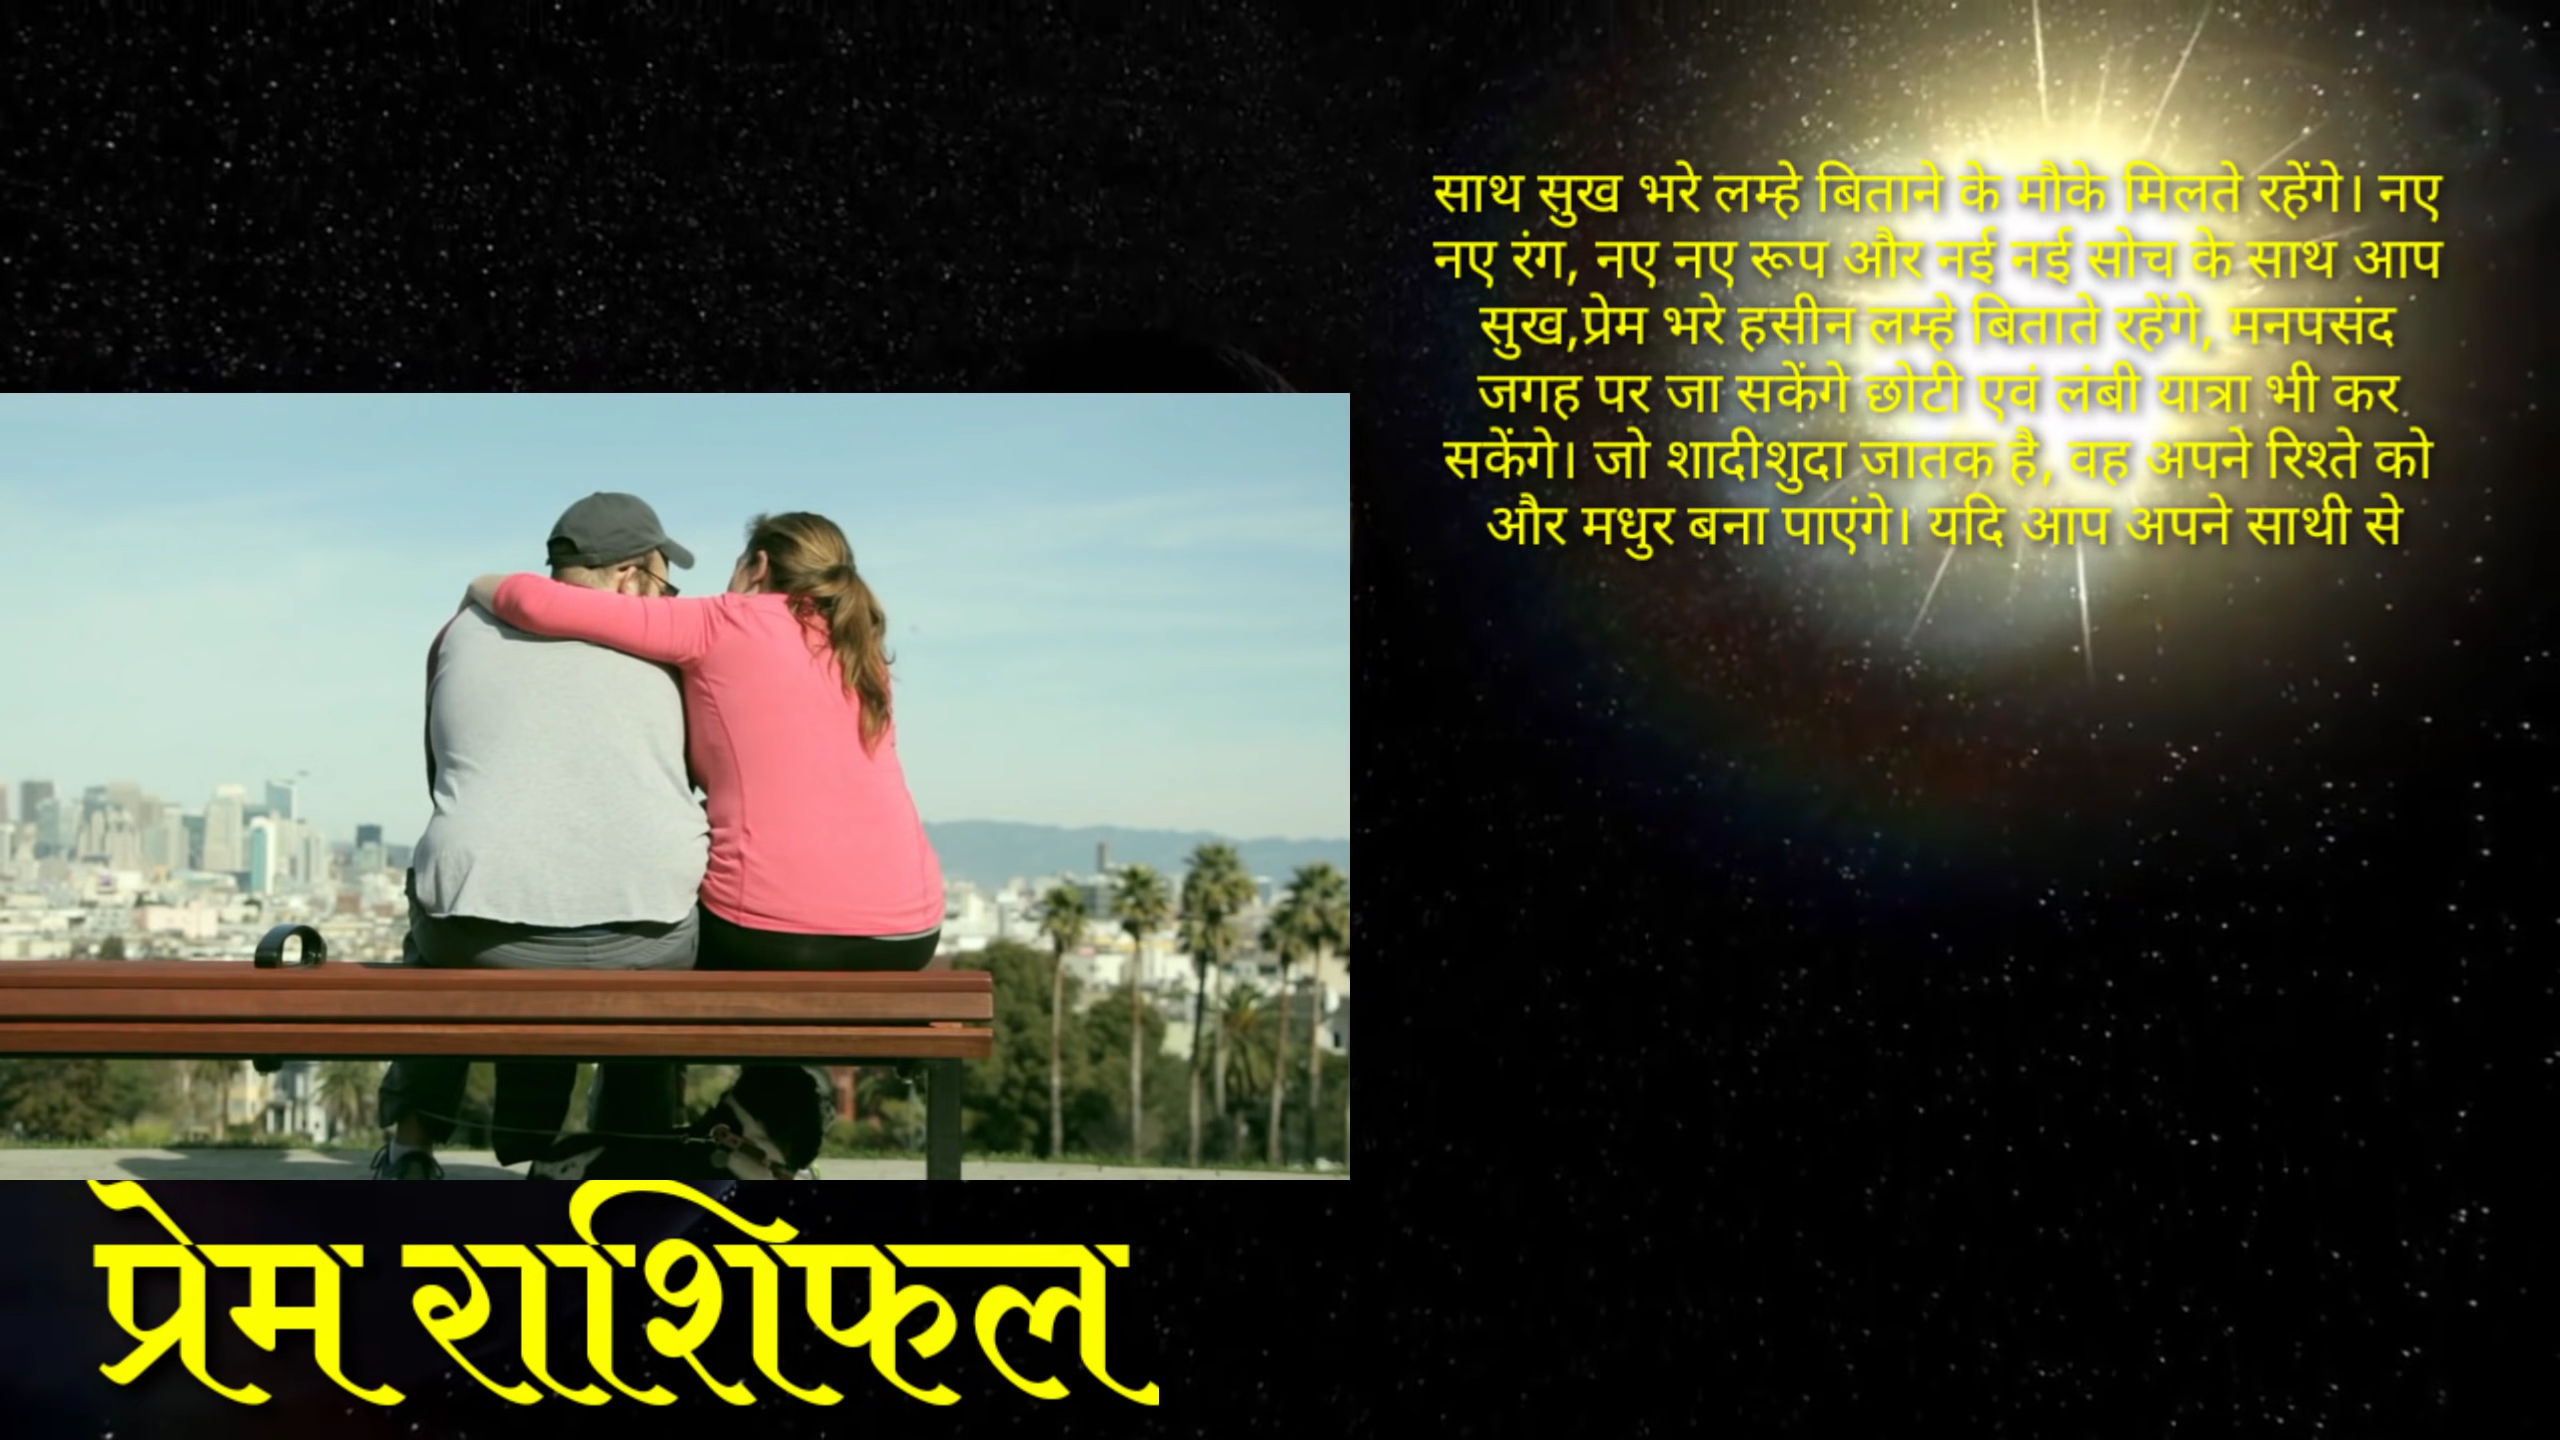 साथ सुख भरे लम्हे बिताने के मौके मिलते रहेंगे। नए
नए रंग, नए नए रूप और नई नई सोच के साथ आप
सुख,प्रेम भरे हसीन लम्हे बिताते रहेंगे, मनपसंद
जगह पर जा सकेंगे छोटी एवं लंबी यात्रा भी कर
सकेंगे। जो शादीशुदा जातक है, वह अपने रिश्ते को
और मधुर बना पाएंगे। यदि आप अपने साथी से
प्रेम राशिफल